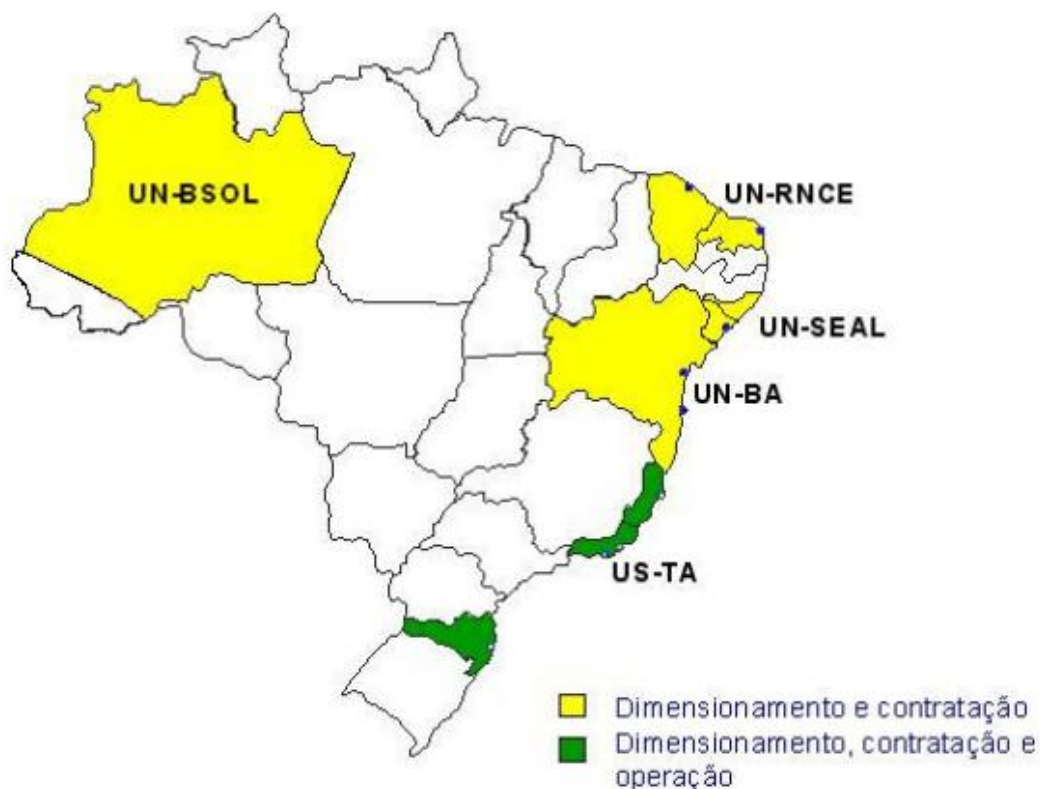 UN-BSOL
UN-RNCE
UN-SEAL
UN-BA
US-TA
Dimensionamento e contratação
Dimensionamento, contratação e
operação